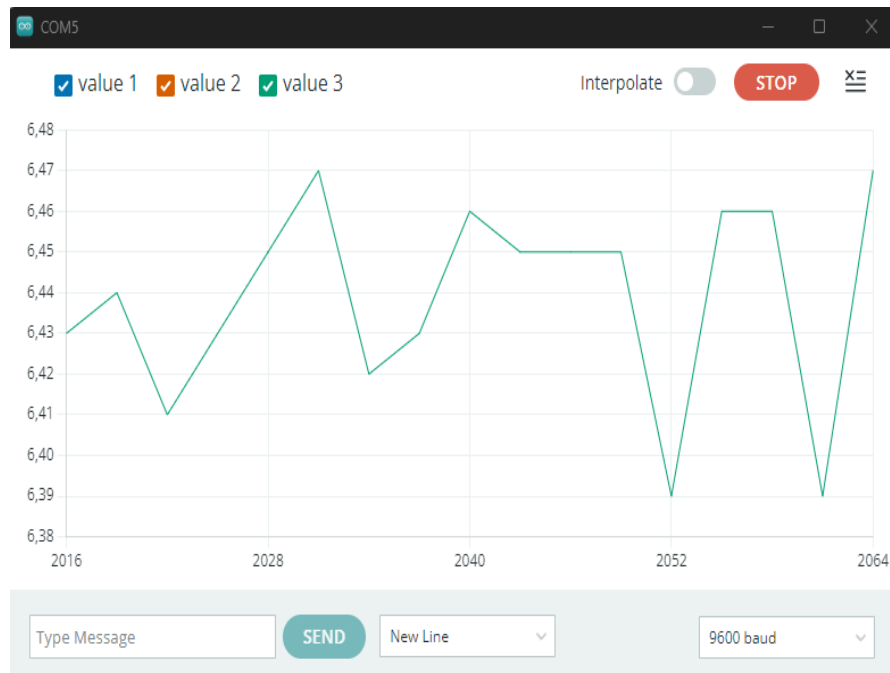 COM5
value 1 value 2 value 3 Interpolate STOP
6,48
6,47
6,46
6,45
6,44
6,43
6,42
6,41
6,40
6,39
6,38
2016 2028 2040 2052 2064
Type Message SEND New Line 9600 baud